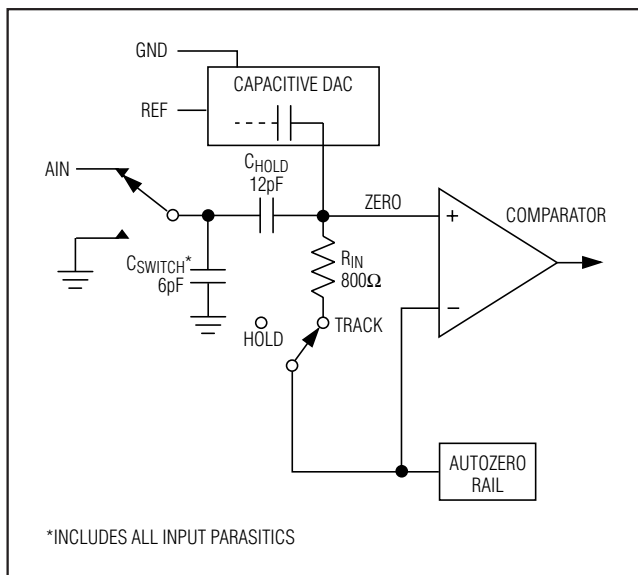 GND
CAPACITIVE DAC
REF
AIN
CHOLD
12pF
ZERO
+
COMPARATOR
CSWITCH*
6pF
RIN
800Ω
−
HOLD
TRACK
AUTOZERO
RAIL
*INCLUDES ALL INPUT PARASITICS